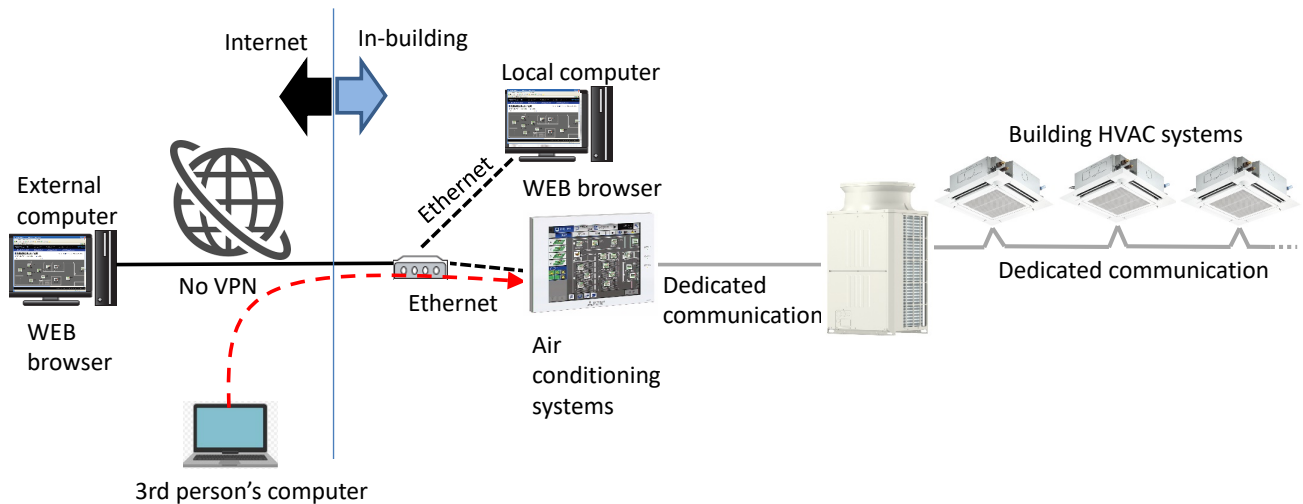 Internet
In-building
Local computer
Building HVAC systems
External
computer
Ethernet
WEB browser
No VPN
Ethernet
Dedicated
communication
Dedicated communication
WEB
browser
Air
conditioning
systems
3rd person's computer